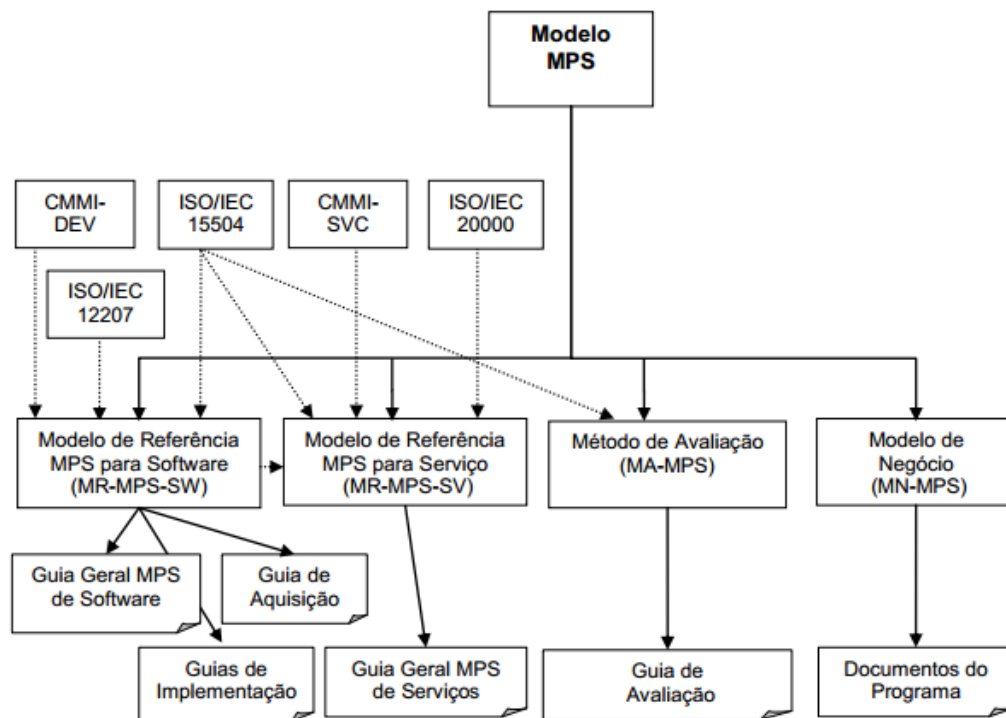 Modelo
MPS
CMMI-
DEV
ISO/IEC
15504
CMMI-
SVC
ISO/IEC
20000
ISO/IEC
12207
Modelo de Referência
MPS para Software
(MR-MPS-SW)
Modelo de Referência
MPS para Serviço
(MR-MPS-SV)
Método de Avaliação
(MA-MPS)
Modelo de
Negócio
(MN-MPS)
Guia Geral MPS
de Software
Guia de
Aquisição
Guias de
Implementação
Guia Geral MPS
de Serviços
Guia de
Avaliação
Documentos do
Programa